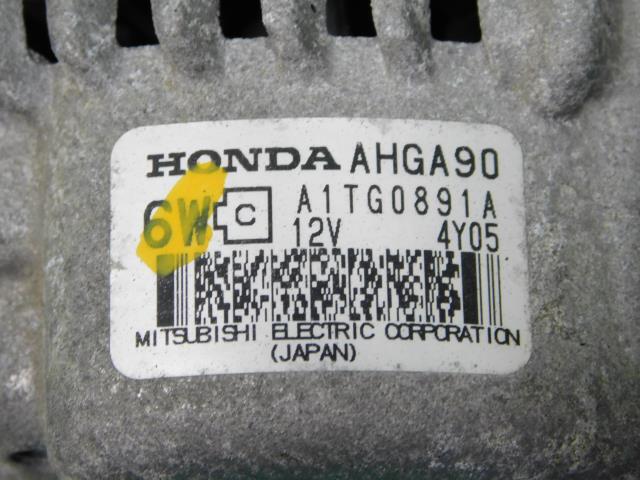 HONDA AHGA90
6W C A1TG0891A
12V 4Y05
MITSUBISHI ELECTRIC CORPORATION
(JAPAN)